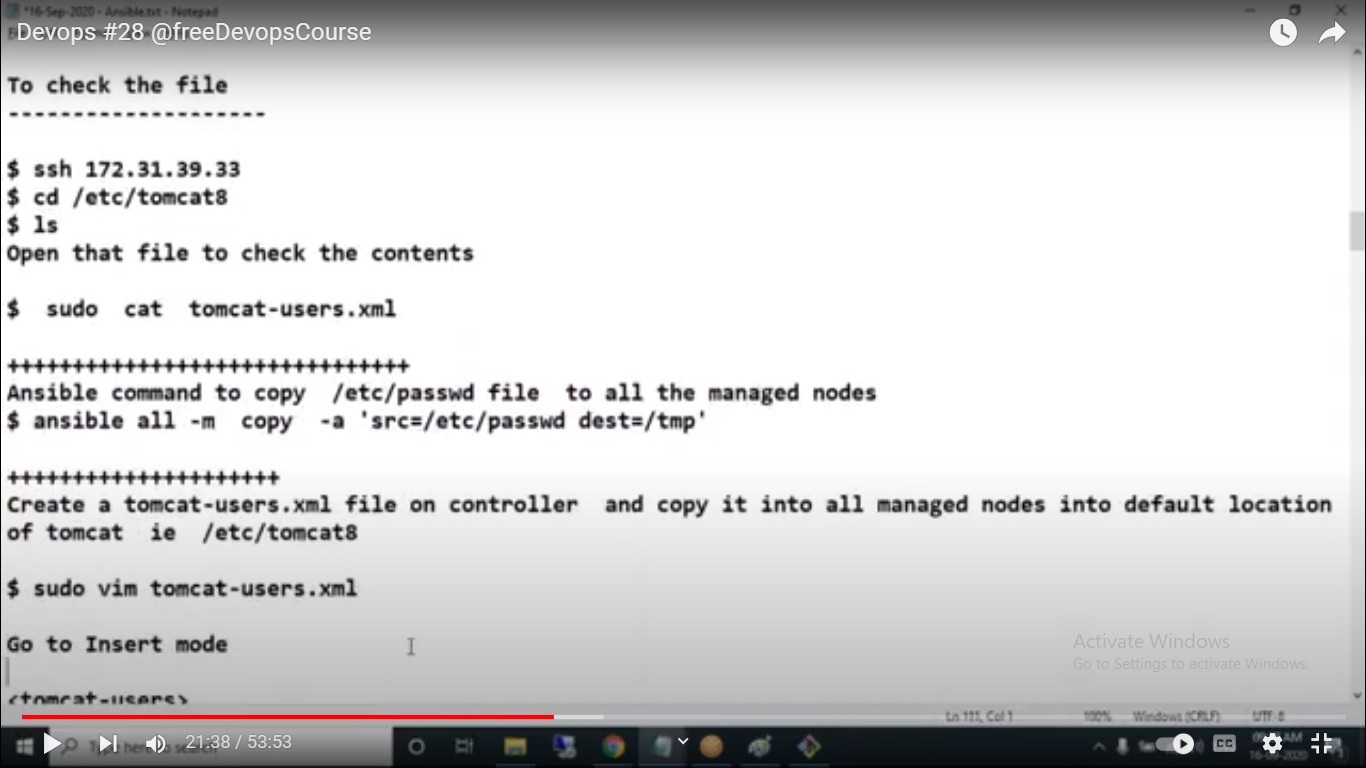 *16-Sep-2020 - Ansible.txt - Notepad
Devops #28 @freeDevopsCourse
To check the file
--------------------
$ ssh 172.31.39.33
$ cd /etc/tomcat8
$ ls
Open that file to check the contents
$  sudo  cat  tomcat-users.xml
+++++++++++++++++++++++++++++++
Ansible command to copy  /etc/passwd file  to all the managed nodes
$ ansible all -m  copy  -a 'src=/etc/passwd dest=/tmp'
+++++++++++++++++++++
Create a tomcat-users.xml file on controller  and copy it into all managed nodes into default location
of tomcat  ie  /etc/tomcat8
$ sudo vim tomcat-users.xml
Go to Insert mode
<tomcat-users>
Activate Windows
Go to Settings to activate Windows.
Ln 111, Col 1
100%
Windows (CRLF)
UTF-8
Type here to search
21:38 / 53:53
CC
AM
16-09-2020